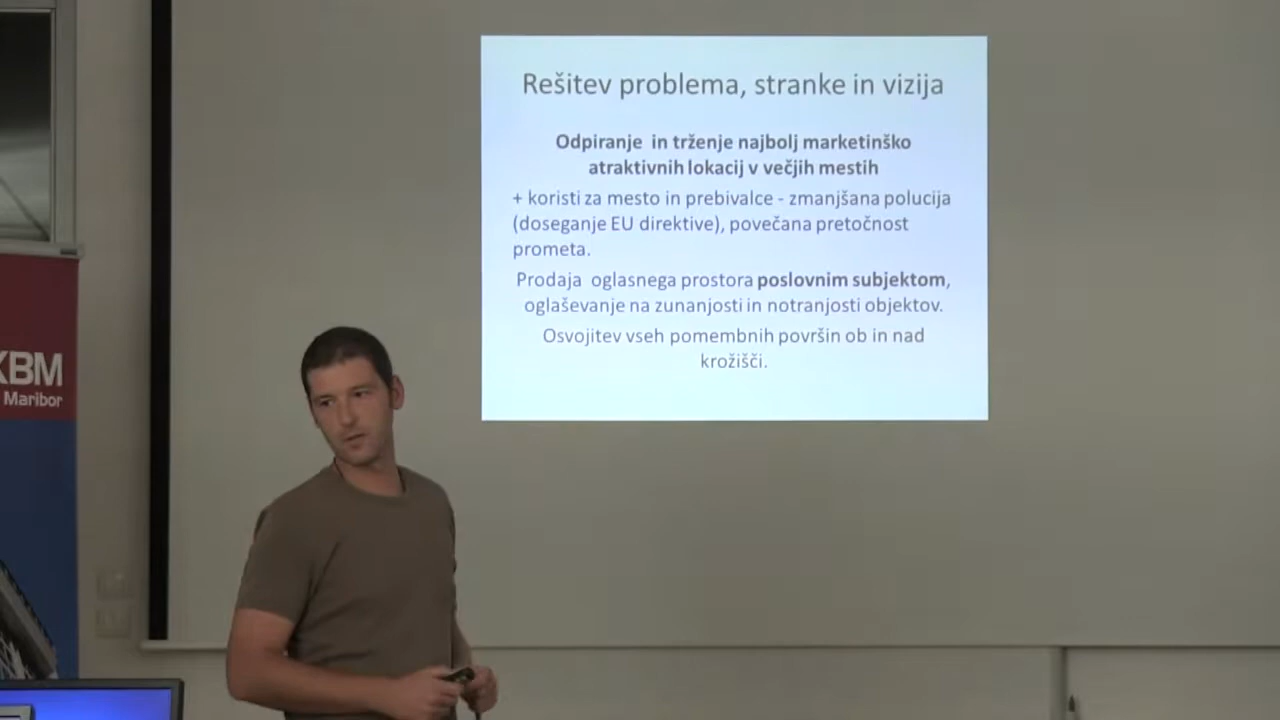 Rešitev problema, stranke in vizija
Odpiranje in trženje najbolj marketinško
atraktivnih lokacij v večjih mestih
+ koristi za mesto in prebivalce - zmanjšana polucija
(doseganje EU direktive), povečana pretočnost
prometa.
Prodaja oglasnega prostora poslovnim subjektom,
oglaševanje na zunanjosti in notranjosti objektov.
Osvojitev vseh pomembnih površin ob in nad
krožišči.
KBM
Maribor